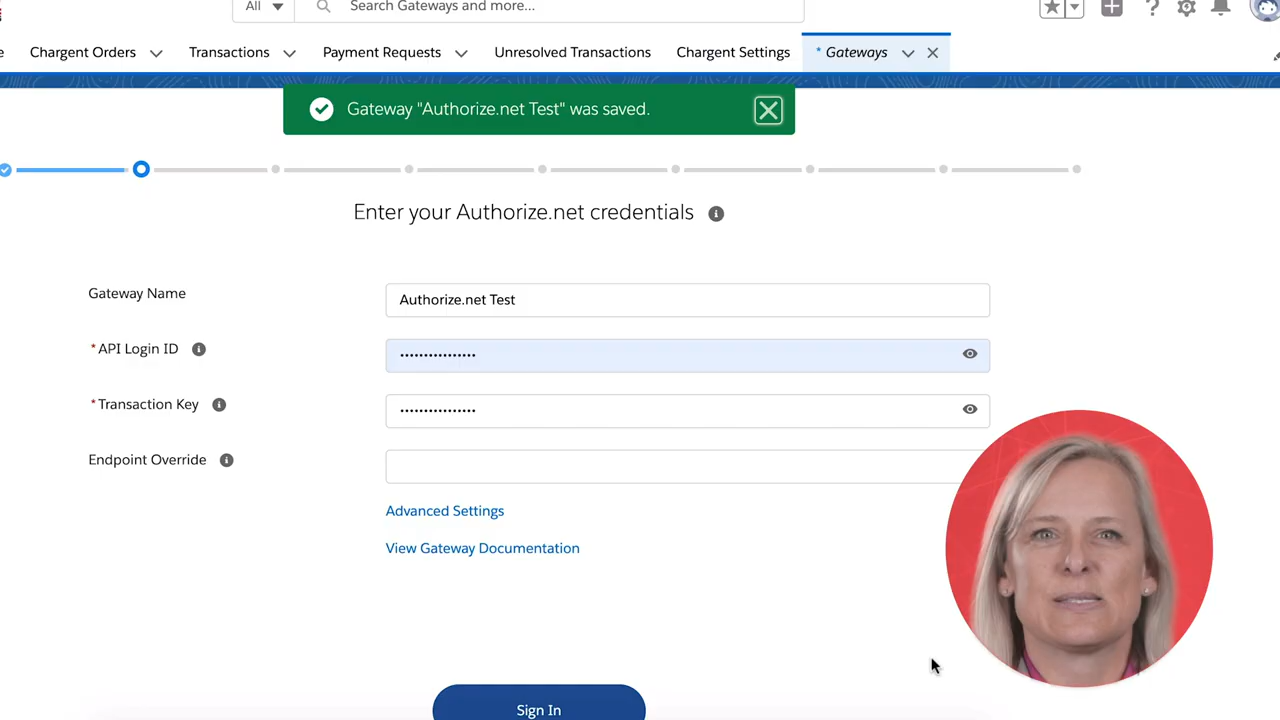 All
Search Gateways and more...
Chargent Orders
Transactions
Payment Requests
Unresolved Transactions
Chargent Settings
* Gateways
Gateway "Authorize.net Test" was saved.
Enter your Authorize.net credentials
Gateway Name
Authorize.net Test
*API Login ID
••••••••••••••••
*Transaction Key
••••••••••••••••
Endpoint Override
Advanced Settings
View Gateway Documentation
Sign In